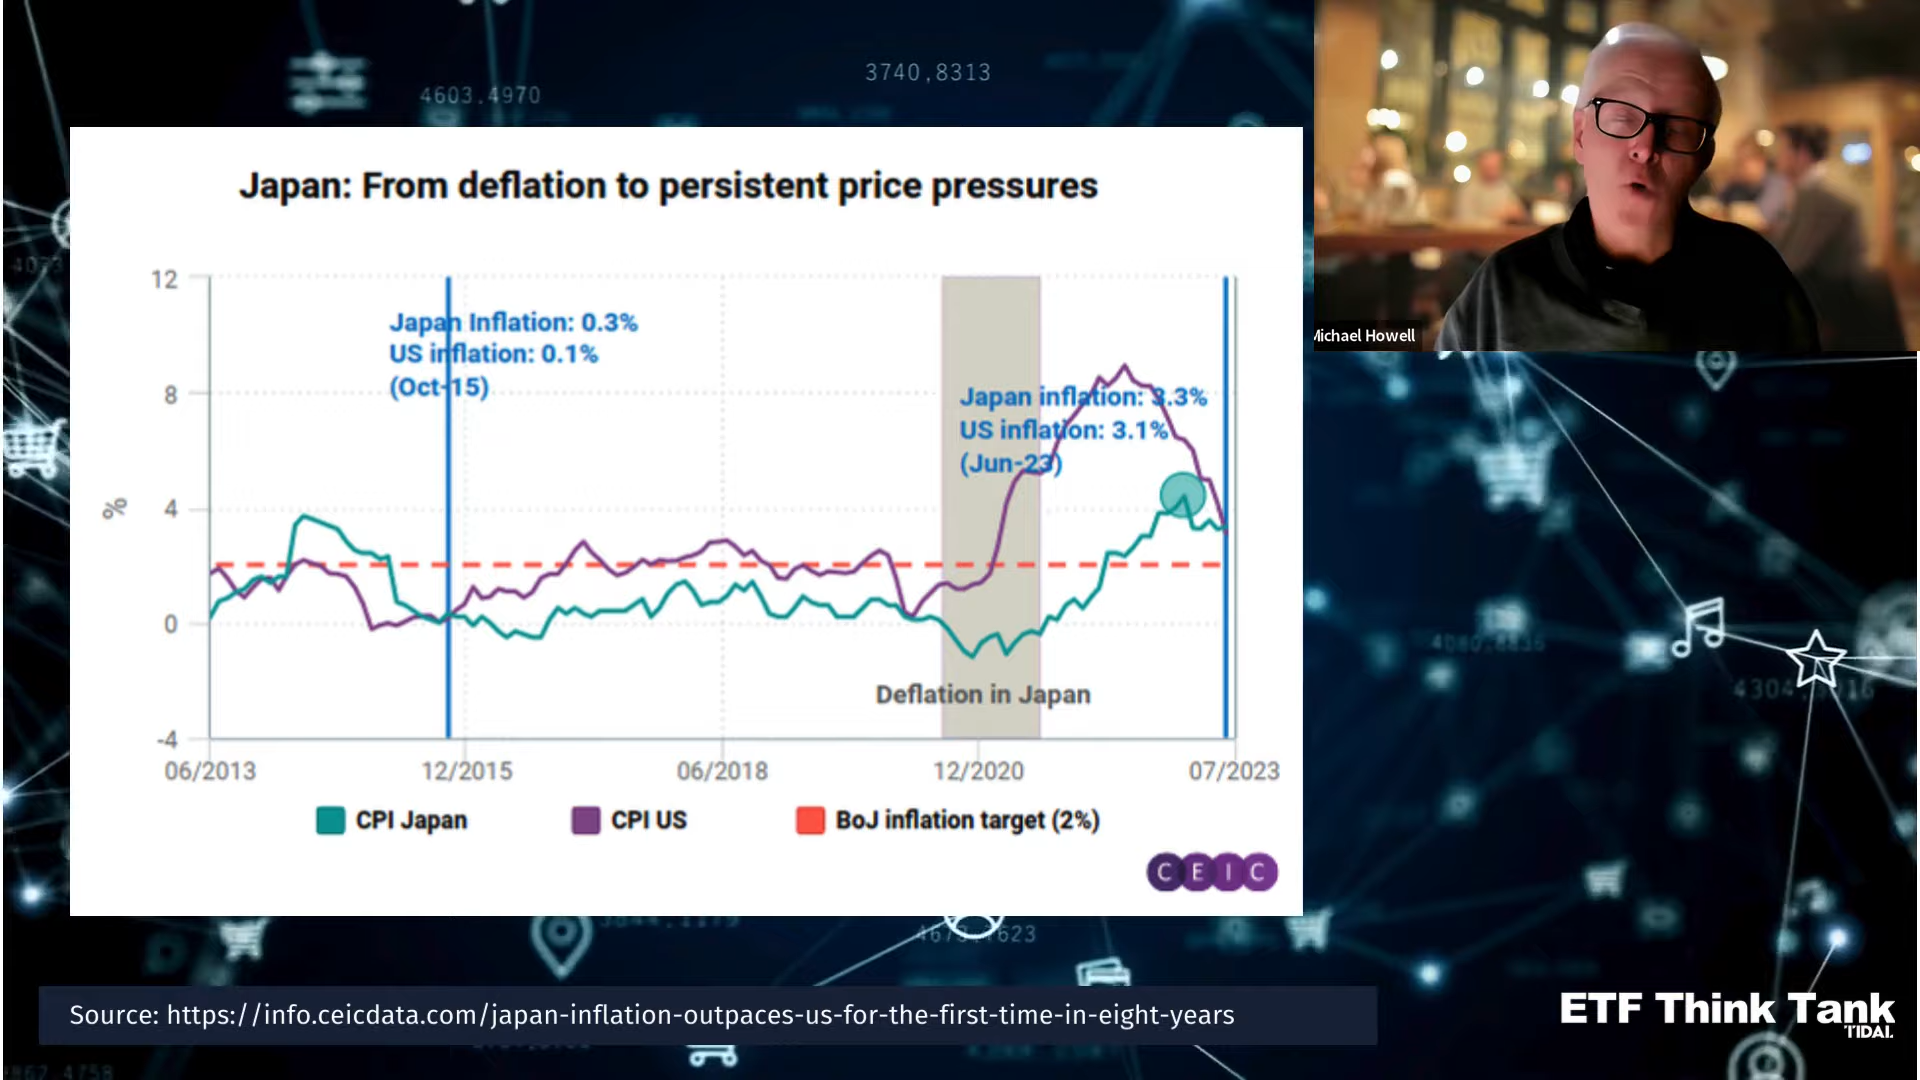 4603.4970
3740,8313
Japan: From deflation to persistent price pressures
12
8
4
0
-4
%
Japan Inflation: 0.3%
US inflation: 0.1%
(Oct-15)
Japan inflation: 3.3%
US inflation: 3.1%
(Jun-23)
Deflation in Japan
06/2013
12/2015
06/2018
12/2020
07/2023
CPI Japan
CPI US
BoJ inflation target (2%)
CEIC
Michael Howell
Source: https://info.ceicdata.com/japan-inflation-outpaces-us-for-the-first-time-in-eight-years
ETF Think Tank
TIDAL